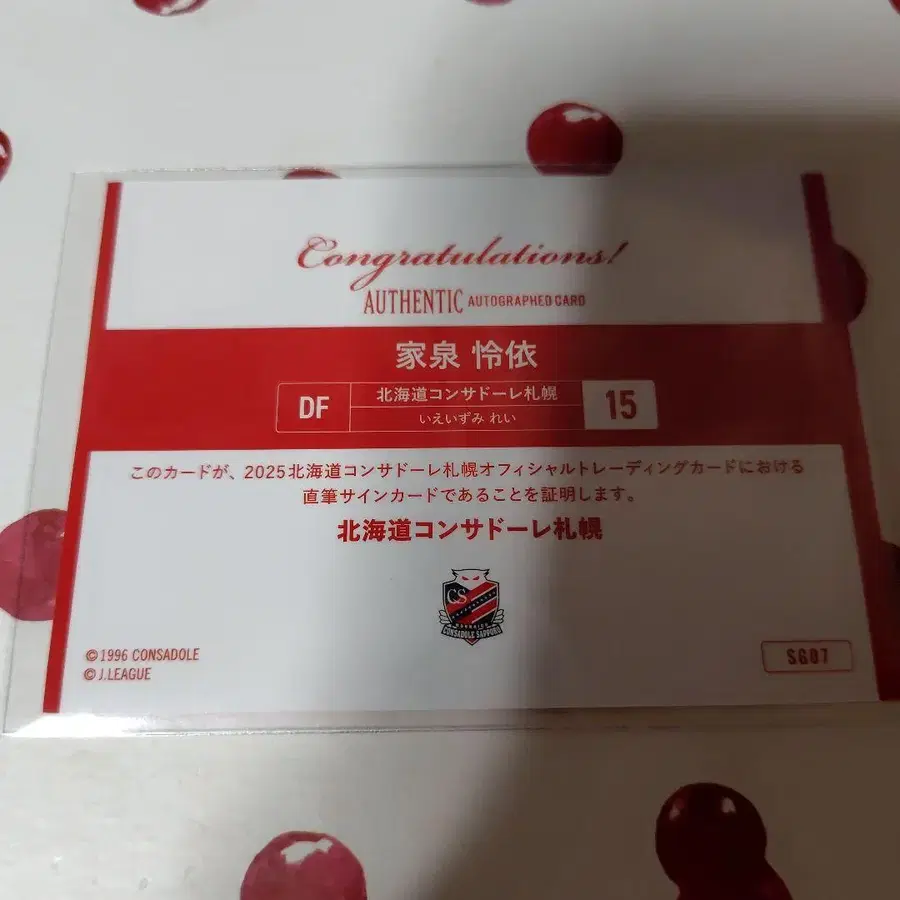 Congratulations!
AUTHENTIC AUTOGRAPHED CARD
家泉 怜依
DF
北海道コンサドーレ札幌
いえいずみ れい
15
このカードが、2025北海道コンサドーレ札幌オフィシャルトレーディングカードにおける
直筆サインカードであることを証明します。
北海道コンサドーレ札幌
CS
CONSADOLE SAPPORO
©1996 CONSADOLE
©J.LEAGUE
SG07